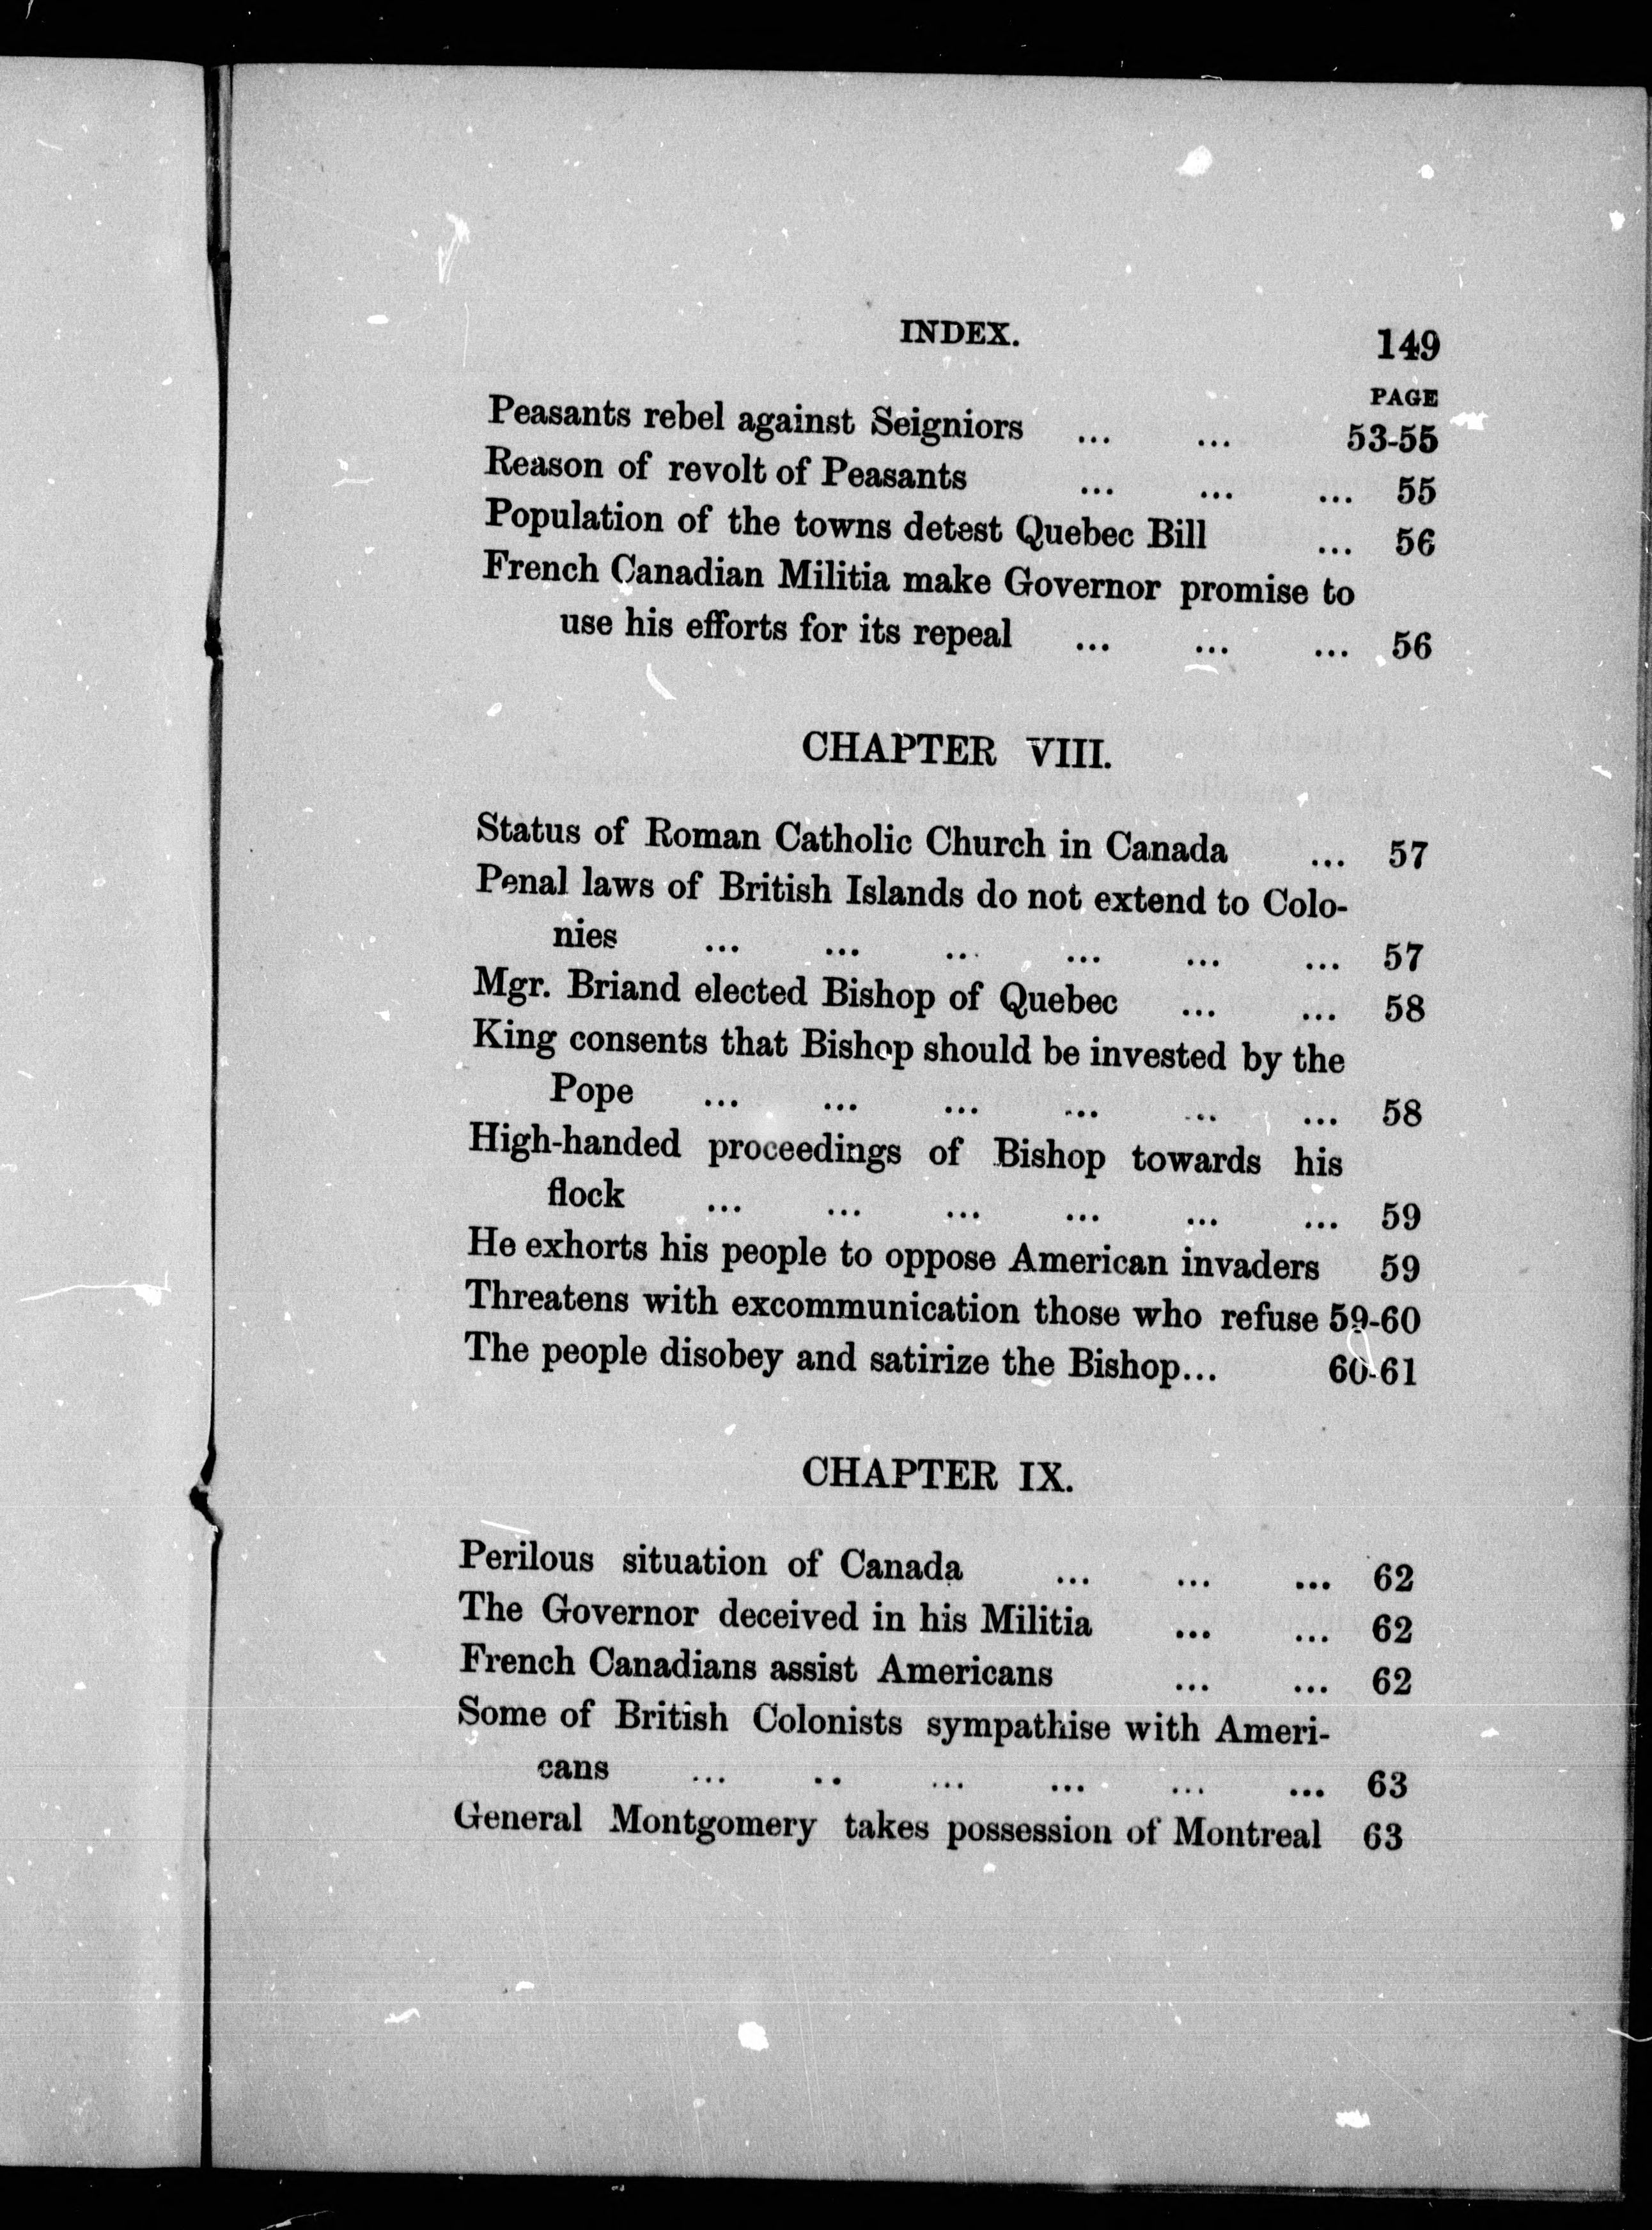 INDEX. 149
PAGE
Peasants rebel against Seigniors ... ... 53-55
Reason of revolt of Peasants ... ... ... 55
Population of the towns detest Quebec Bill ... 56
French Canadian Militia make Governor promise to
use his efforts for its repeal ... ... ... 56
CHAPTER VIII.
Status of Roman Catholic Church in Canada ... 57
Penal laws of British Islands do not extend to Colo-
nies ... ... ... ... ... ... 57
Mgr. Briand elected Bishop of Quebec ... ... 58
King consents that Bishop should be invested by the
Pope ... ... ... ... ... ... 58
High-handed proceedings of Bishop towards his
flock ... ... ... ... ... ... 59
He exhorts his people to oppose American invaders 59
Threatens with excommunication those who refuse 59-60
The people disobey and satirize the Bishop... 60-61
CHAPTER IX.
Perilous situation of Canada ... ... ... 62
The Governor deceived in his Militia ... ... 62
French Canadians assist Americans ... ... 62
Some of British Colonists sympathise with Ameri-
cans ... .. ... ... ... ... 63
General Montgomery takes possession of Montreal 63